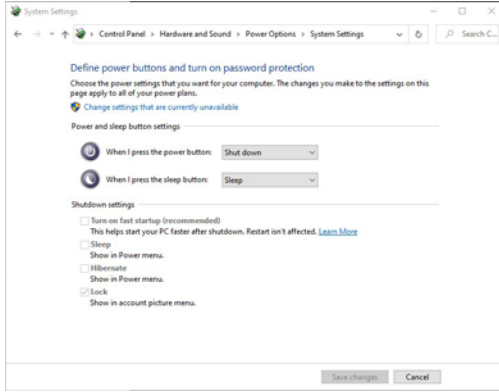 System Settings
Control Panel > Hardware and Sound > Power Options > System Settings
Search C...
Define power buttons and turn on password protection
Choose the power settings that you want for your computer. The changes you make to the settings on this
page apply to all of your power plans.
Change settings that are currently unavailable
Power and sleep button settings
When I press the power button: Shut down
When I press the sleep button: Sleep
Shutdown settings
Turn on fast startup (recommended)
This helps start your PC faster after shutdown. Restart isn't affected. Learn More
Sleep
Show in Power menu.
Hibernate
Show in Power menu.
Lock
Show in account picture menu.
Save changes Cancel